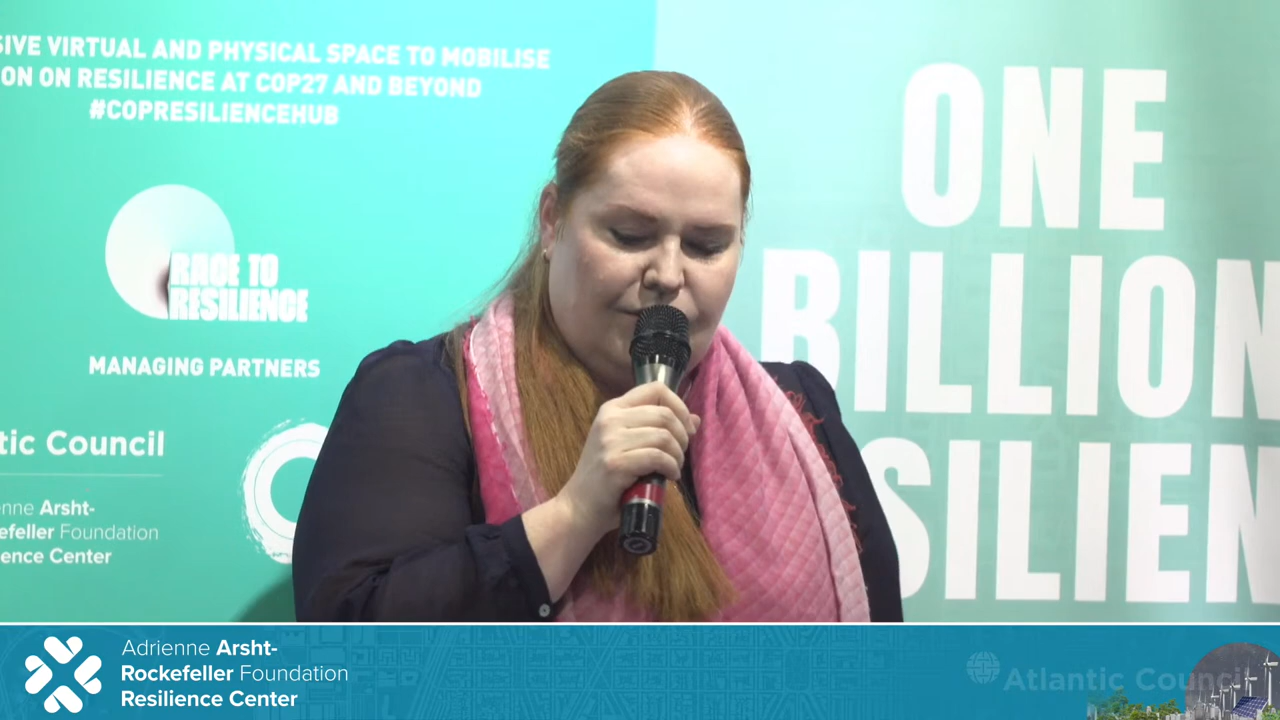 SIVE VIRTUAL AND PHYSICAL SPACE TO MOBILISE
ON ON RESILIENCE AT COP27 AND BEYOND
#COPRESILIENCEHUB
RACE TO
RESILIENCE
MANAGING PARTNERS
tic Council
enne Arsht-
kefeller Foundation
ience Center
ONE
BILLION
SILIEN
Adrienne Arsht-
Rockefeller Foundation
Resilience Center
Atlantic Council